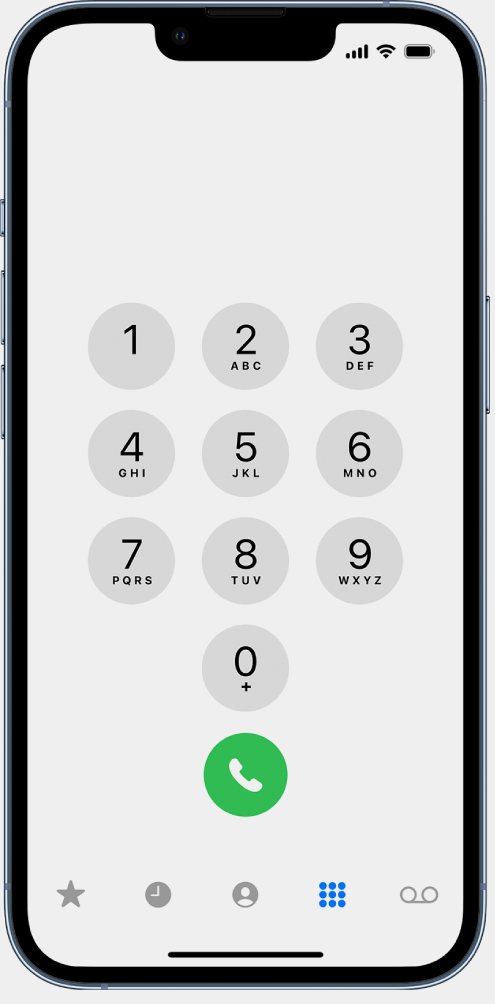 1 2 3
ABC DEF
4 5 6
GHI JKL MNO
7 8 9
PQRS TUV WXYZ
0
+